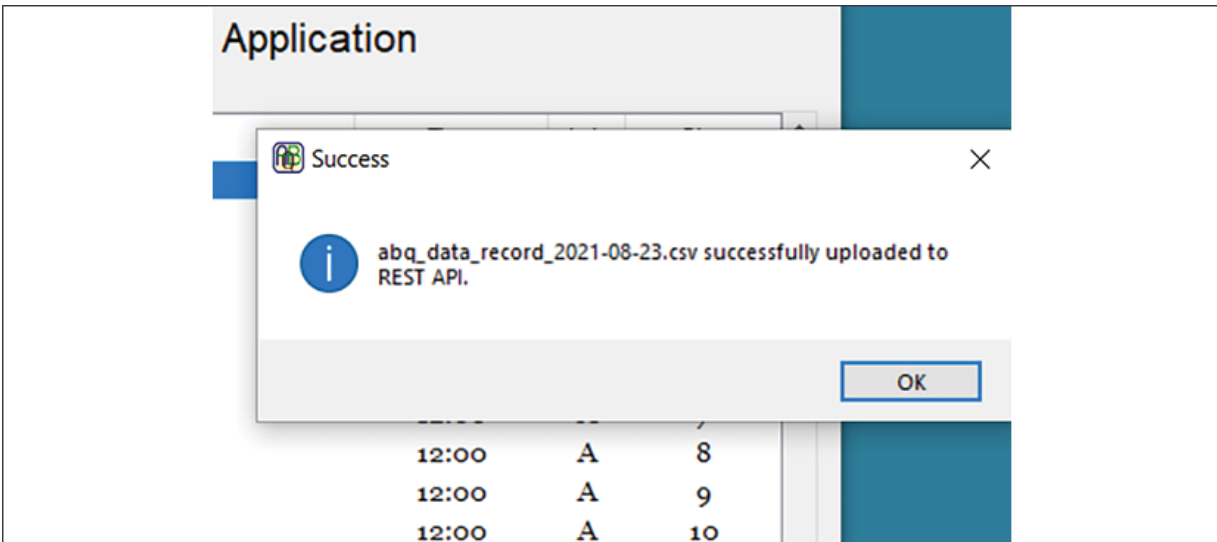 Application
Success
abq_data_record_2021-08-23.csv successfully uploaded to
REST API.
OK
12:00 A 8
12:00 A 9
12:00 A 10